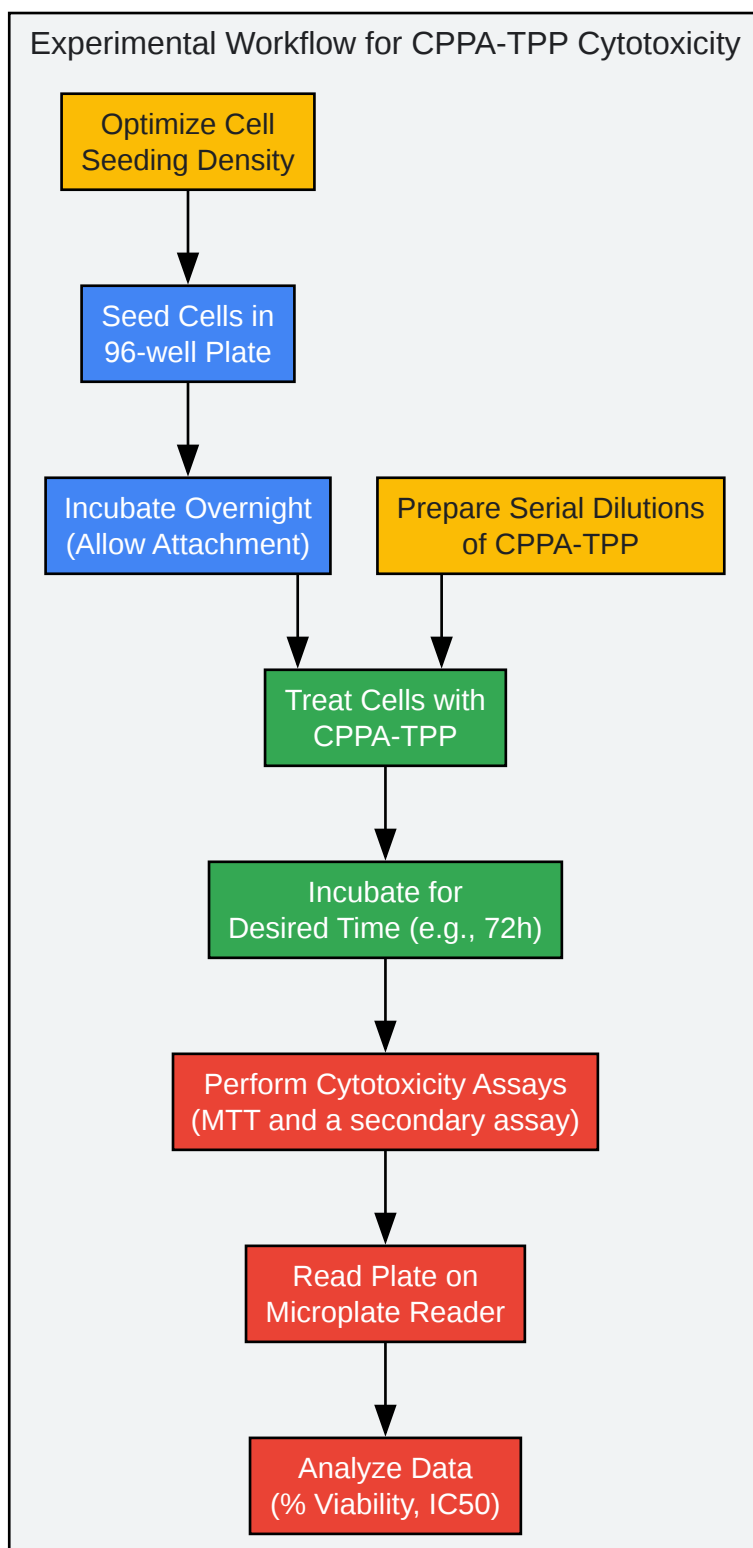 Experimental Workflow for CPPA-TPP Cytotoxicity
Optimize Cell
Seeding Density
Seed Cells in
96-well Plate
Incubate Overnight
(Allow Attachment)
Prepare Serial Dilutions
of CPPA-TPP
Treat Cells with
CPPA-TPP
Incubate for
Desired Time (e.g., 72h)
Perform Cytotoxicity Assays
(MTT and a secondary assay)
Read Plate on
Microplate Reader
Analyze Data
(% Viability, IC50)